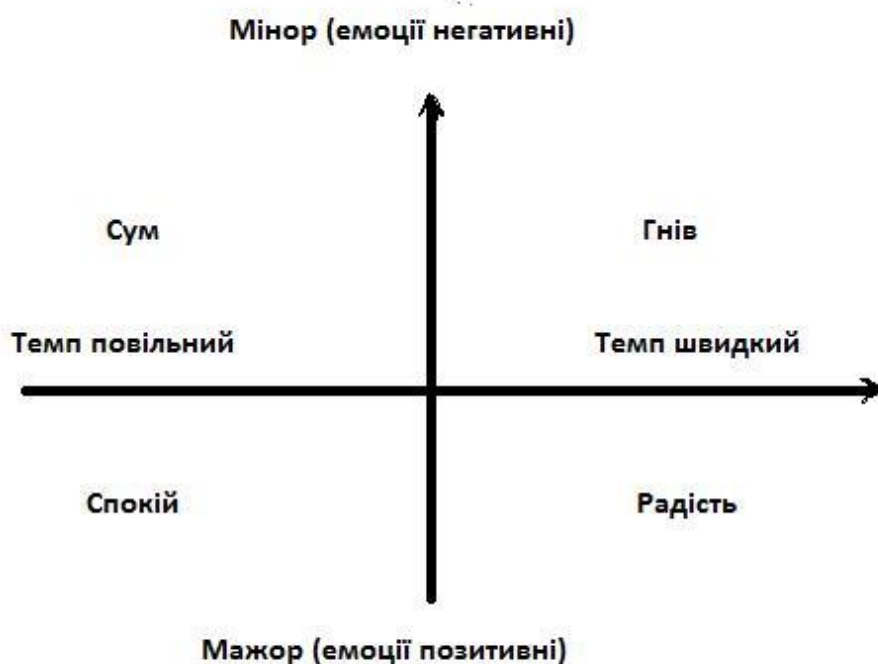 Мінор (емоції негативні)
Сум
Гнів
Темп повільний
Темп швидкий
Спокій
Радість
Мажор (емоції позитивні)